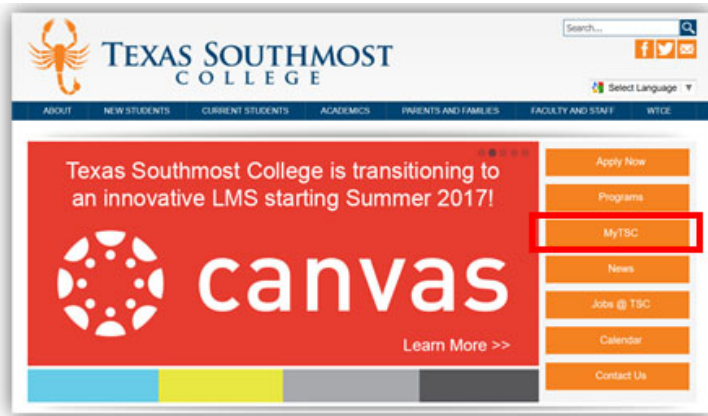 Search...
TEXAS SOUTHMOST
COLLEGE
Select Language ▼
ABOUT NEW STUDENTS CURRENT STUDENTS ACADEMICS PARENTS AND FAMILIES FACULTY AND STAFF WTCE
Texas Southmost College is transitioning to
an innovative LMS starting Summer 2017!
canvas
Learn More >>
Apply Now
Programs
MyTSC
News
Jobs @ TSC
Calendar
Contact Us